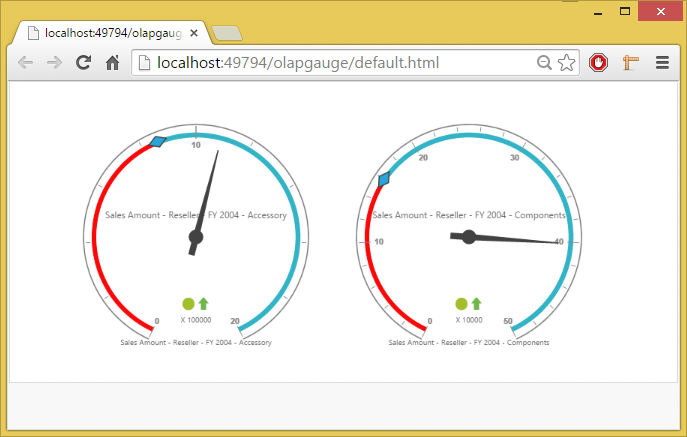 localhost:49794/olapgaug
localhost:49794/olapgauge/default.html
10
Sales Amount - Reseller - FY 2004 - Accessory
X 100000
0
20
Sales Amount - Reseller - FY 2004 - Accessory
20
30
Sales Amount - Reseller - FY 2004 - Components
10
40
X 10000
0
50
Sales Amount - Reseller - FY 2004 - Components